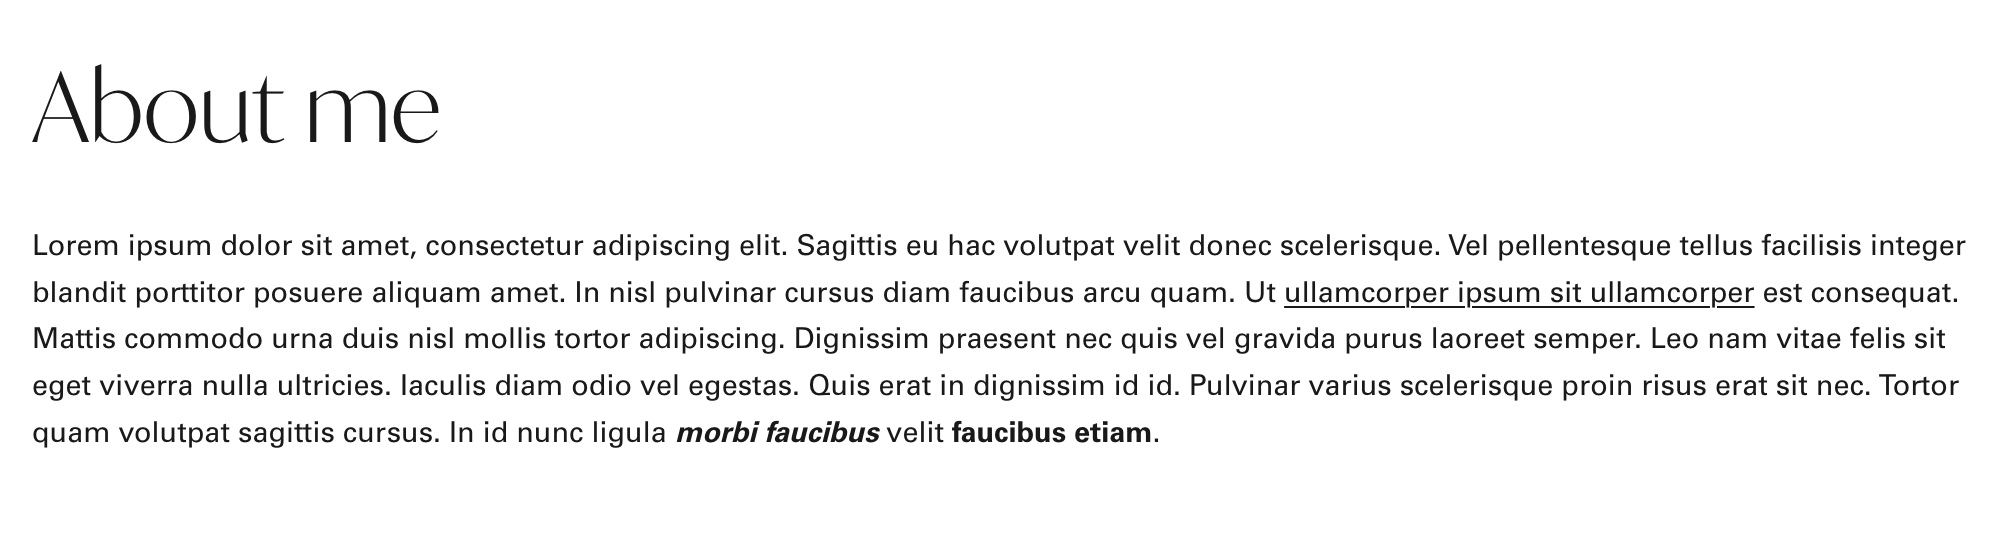 About me
Lorem ipsum dolor sit amet, consectetur adipiscing elit. Sagittis eu hac volutpat velit donec scelerisque. Vel pellentesque tellus facilisis integer
blandit porttitor posuere aliquam amet. In nisl pulvinar cursus diam faucibus arcu quam. Ut ullamcorper ipsum sit ullamcorper est consequat.
Mattis commodo urna duis nisl mollis tortor adipiscing. Dignissim praesent nec quis vel gravida purus laoreet semper. Leo nam vitae felis sit
eget viverra nulla ultricies. Iaculis diam odio vel egestas. Quis erat in dignissim id id. Pulvinar varius scelerisque proin risus erat sit nec. Tortor
quam volutpat sagittis cursus. In id nunc ligula morbi faucibus velit faucibus etiam.